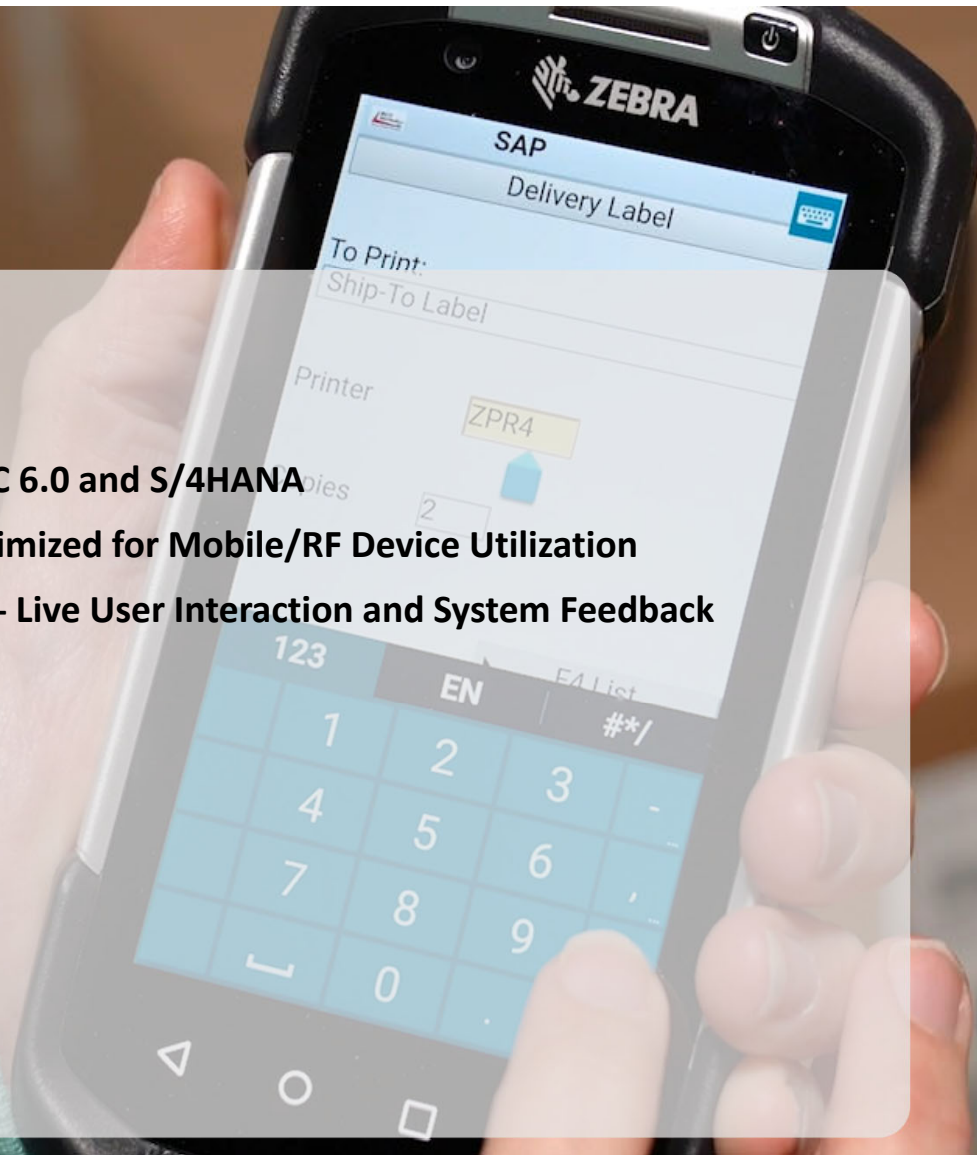 ZEBRA
SAP
Delivery Label
To Print:
Ship-To Label
Printer
ZPR4
C 6.0 and S/4HANA
Copies
2
imized for Mobile/RF Device Utilization
- Live User Interaction and System Feedback
F4 List
123 EN #*/
1 2 3 -
4 5 6 ,
7 8 9
0 .